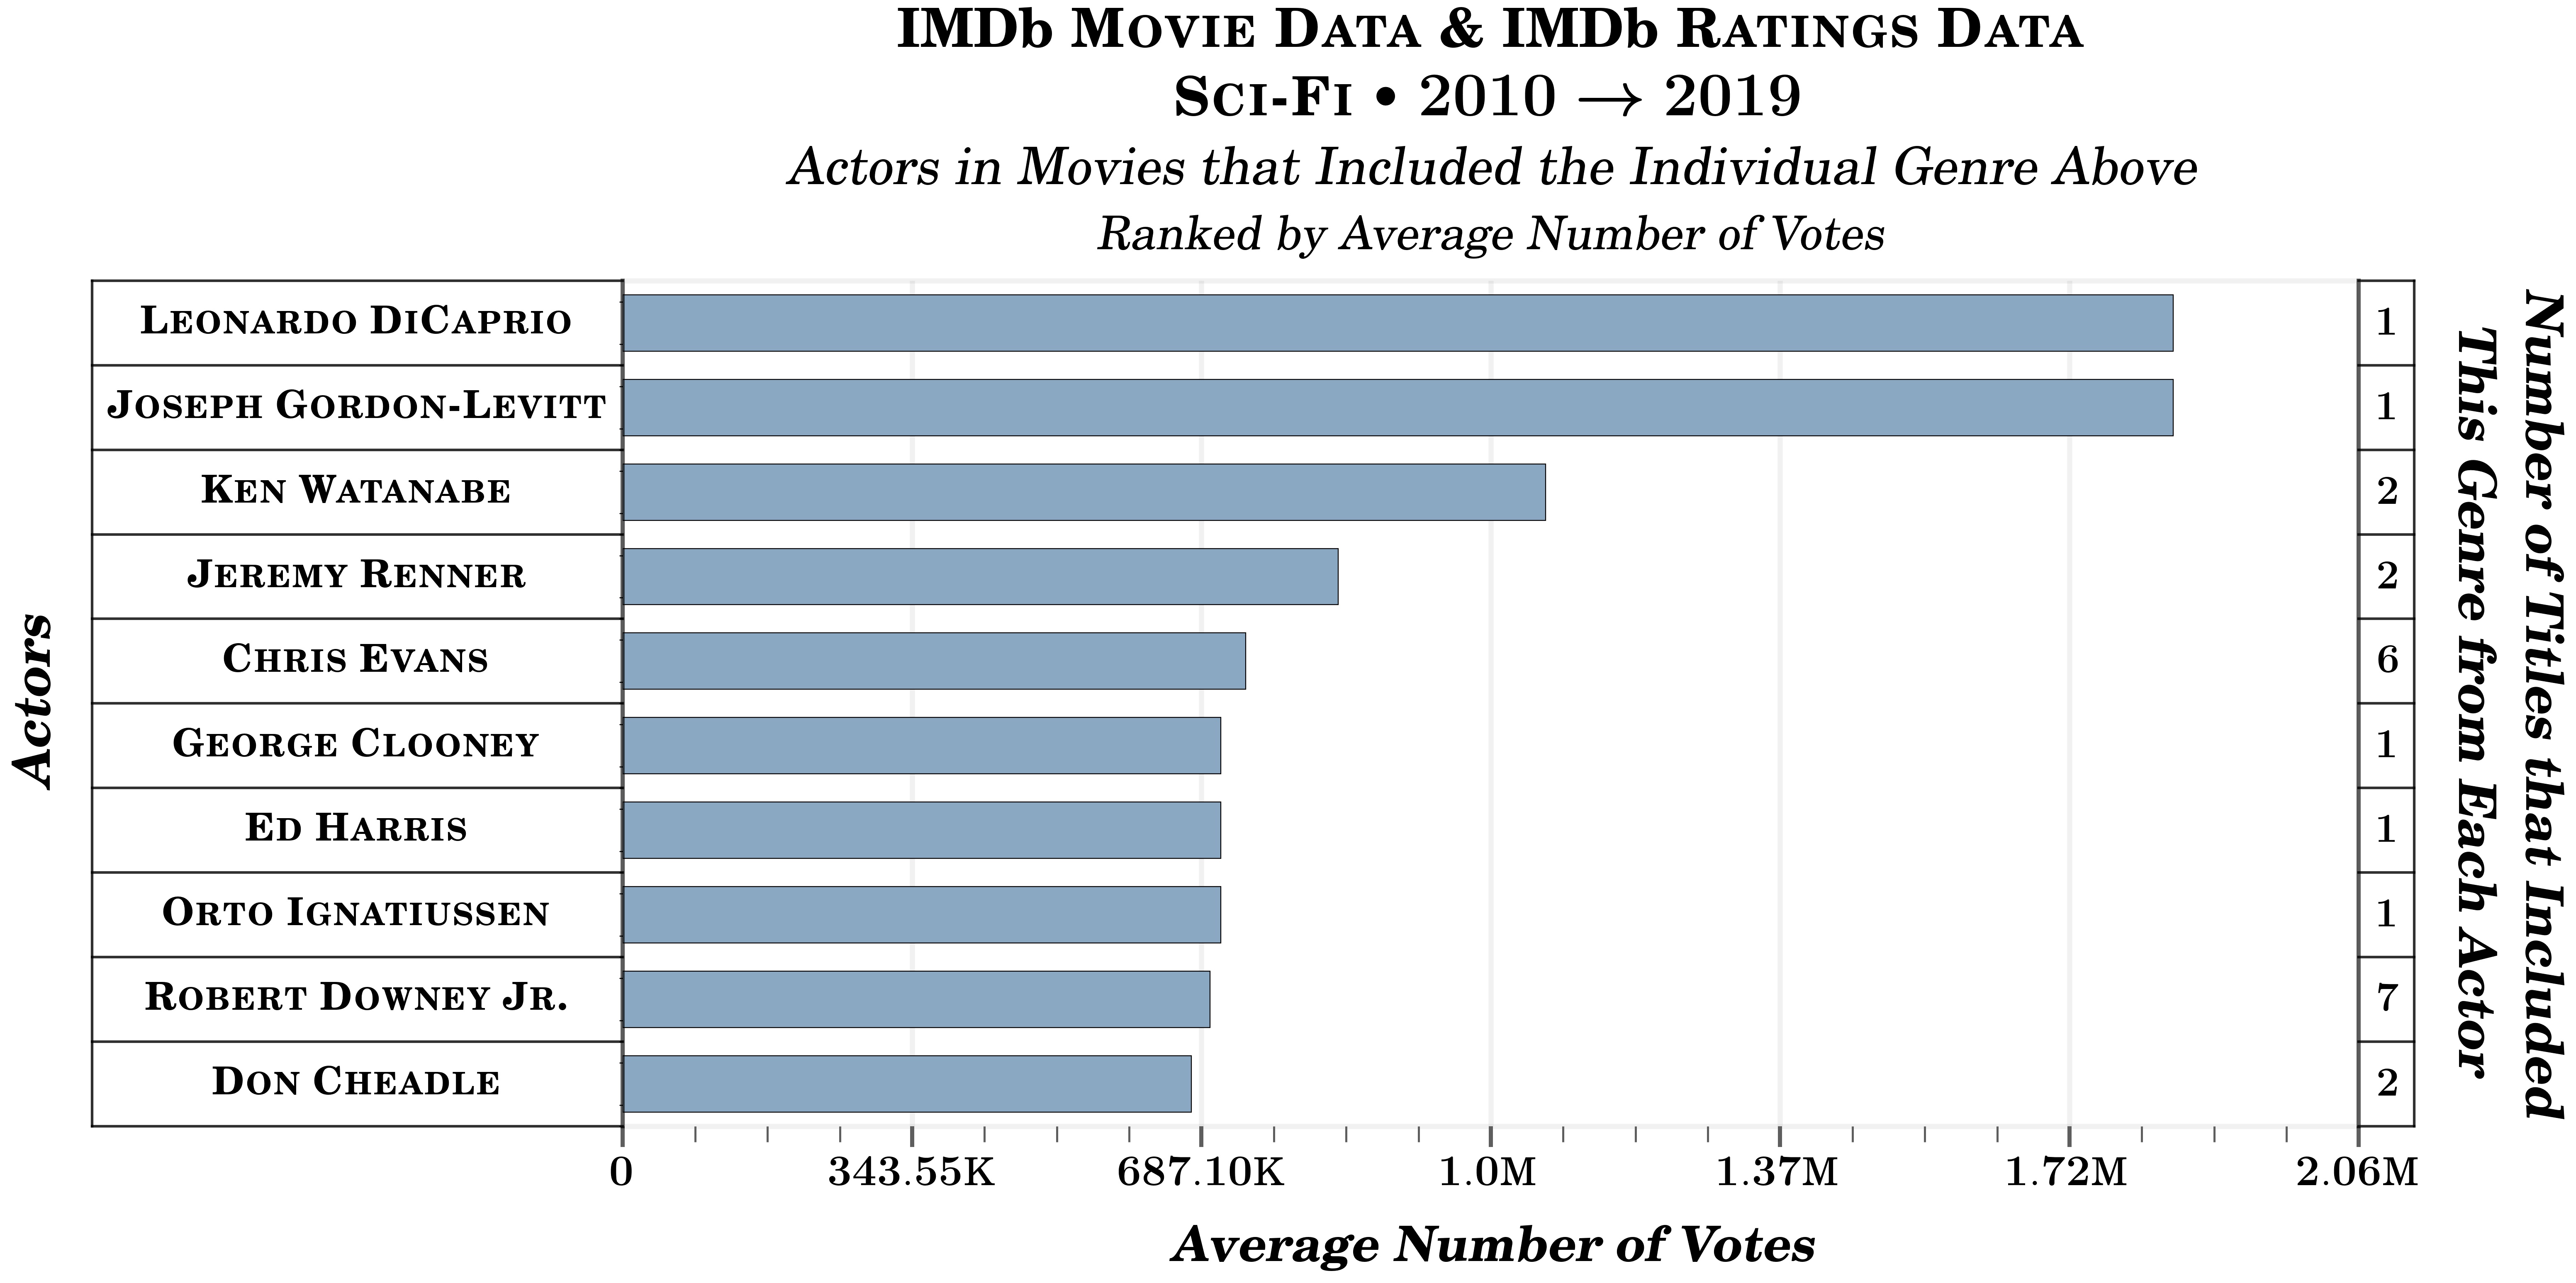 IMDb Movie Data & IMDb Ratings Data
Sci-Fi • 2010 → 2019
Actors in Movies that Included the Individual Genre Above
Ranked by Average Number of Votes
Actors
Leonardo DiCaprio 1
Joseph Gordon-Levitt 1
Ken Watanabe 2
Jeremy Renner 2
Chris Evans 6
George Clooney 1
Ed Harris 1
Orto Ignatiussen 1
Robert Downey Jr. 7
Don Cheadle 2
Number of Titles that Included
This Genre from Each Actor
0 343.55K 687.10K 1.0M 1.37M 1.72M 2.06M
Average Number of Votes